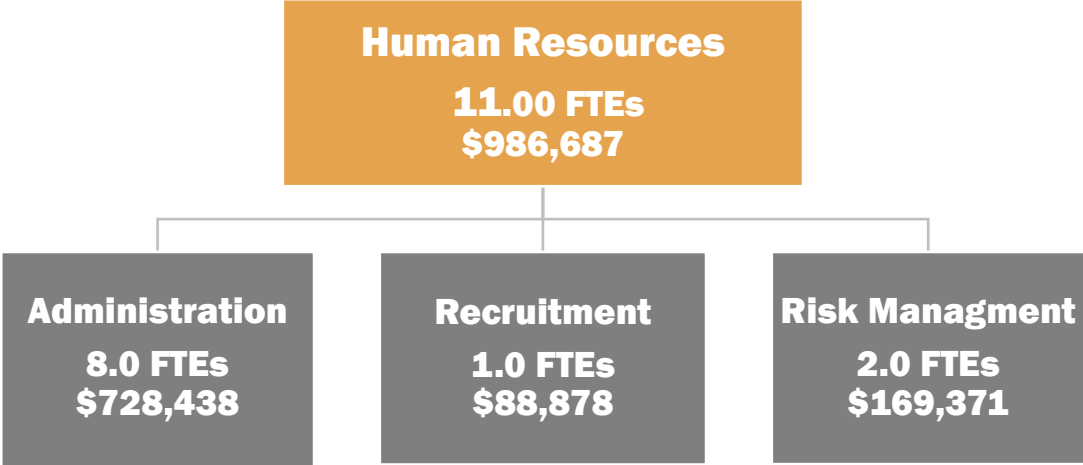 Human Resources
11.00 FTEs
$986,687
Administration
8.0 FTEs
$728,438
Recruitment
1.0 FTEs
$88,878
Risk Managment
2.0 FTEs
$169,371